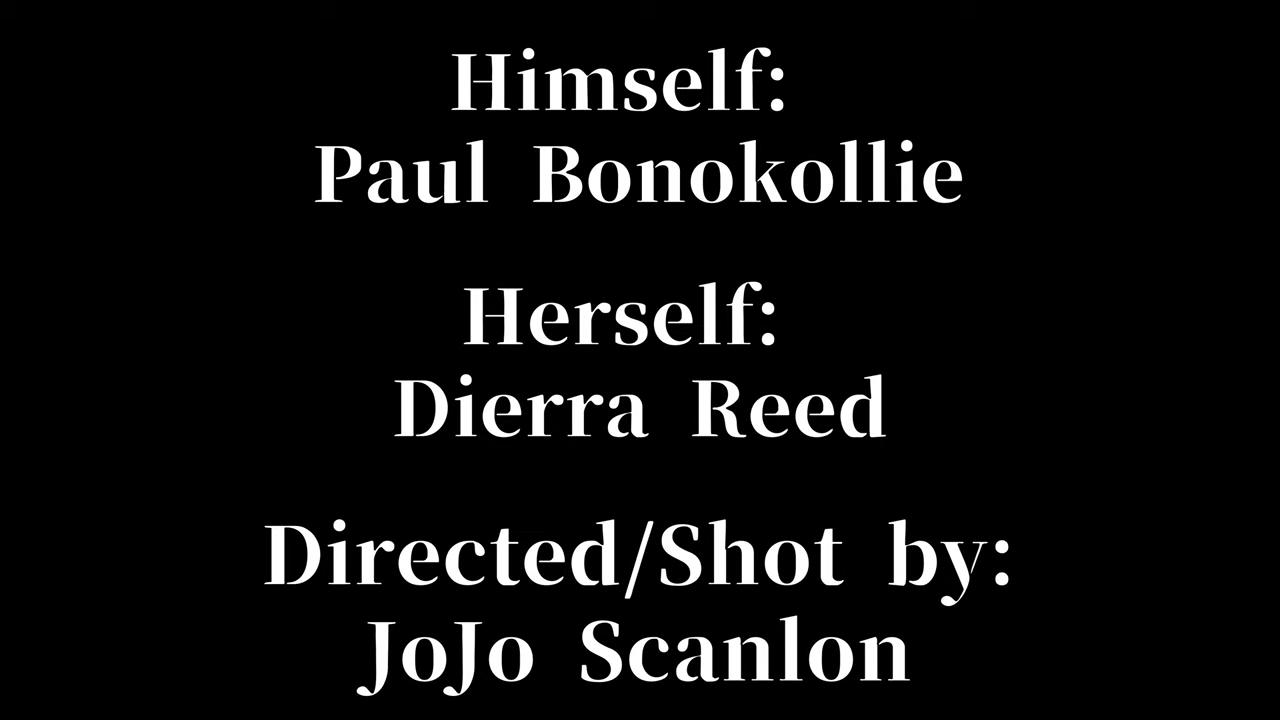 Himself:
Paul Bonokollie
Herself:
Dierra Reed
Directed/Shot by:
JoJo Scanlon